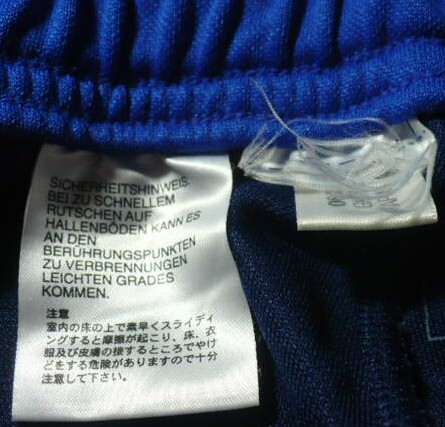 SICHERHEITSHINWEIS:
BEI ZU SCHNELLEM
RUTSCHEN AUF
HALLENBÖDEN KANN ES
AN DEN
BERÜHRUNGSPUNKTEN
ZU VERBRENNUNGEN
LEICHTEN GRADES
KOMMEN.
注意
室内の床の上で素早くスライディ
ングすると摩擦が起こり、床、衣
服及び皮膚の接するところでやけ
どをする危険がありますので十分
注意して下さい。